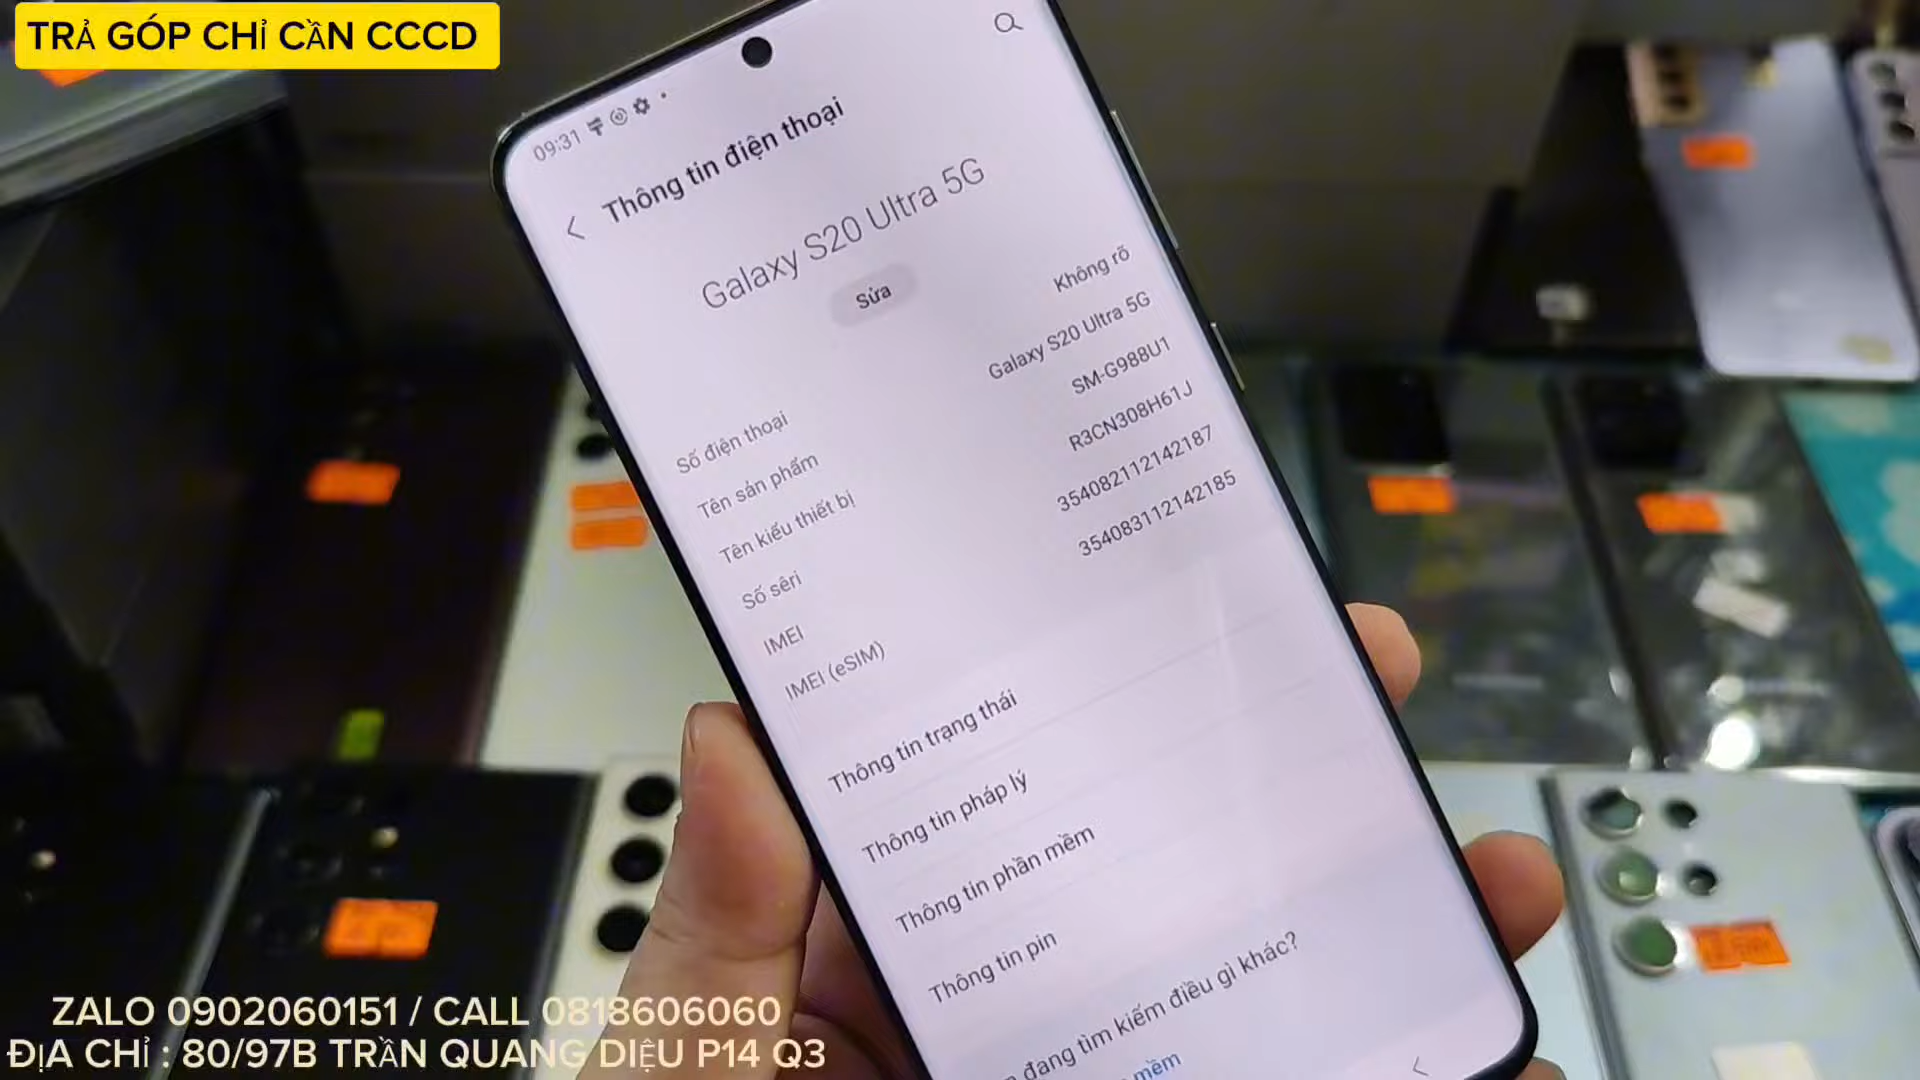 TRẢ GÓP CHỈ CẦN CCCD
09:31
Thông tin điện thoại
Galaxy S20 Ultra 5G
Sửa
Số điện thoại Không rõ
Tên sản phẩm Galaxy S20 Ultra 5G
Tên kiểu thiết bị SM-G988U1
Số sêri R3CN308H61J
IMEI 354082112142187
IMEI (eSIM) 354083112142185
Thông tin trạng thái
Thông tin pháp lý
Thông tin phần mềm
Thông tin pin
đang tìm kiếm điều gì khác?
mềm
ZALO 0902060151 / CALL 0818606060
ĐỊA CHỈ : 80/97B TRẦN QUANG DIỆU P14 Q3